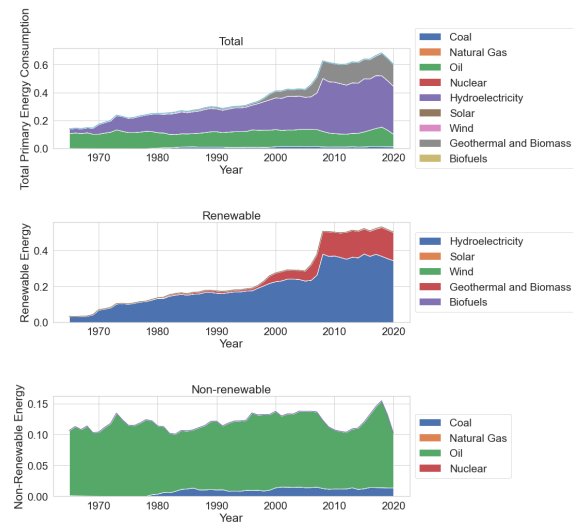 Total
Total Primary Energy Consumption
0.6
0.4
0.2
0.0
1970
1980
1990
2000
2010
2020
Year
Coal
Natural Gas
Oil
Nuclear
Hydroelectricity
Solar
Wind
Geothermal and Biomass
Biofuels
Renewable
Renewable Energy
0.4
0.2
0.0
1970
1980
1990
2000
2010
2020
Year
Hydroelectricity
Solar
Wind
Geothermal and Biomass
Biofuels
Non-renewable
Non-Renewable Energy
0.15
0.10
0.05
0.00
1970
1980
1990
2000
2010
2020
Year
Coal
Natural Gas
Oil
Nuclear